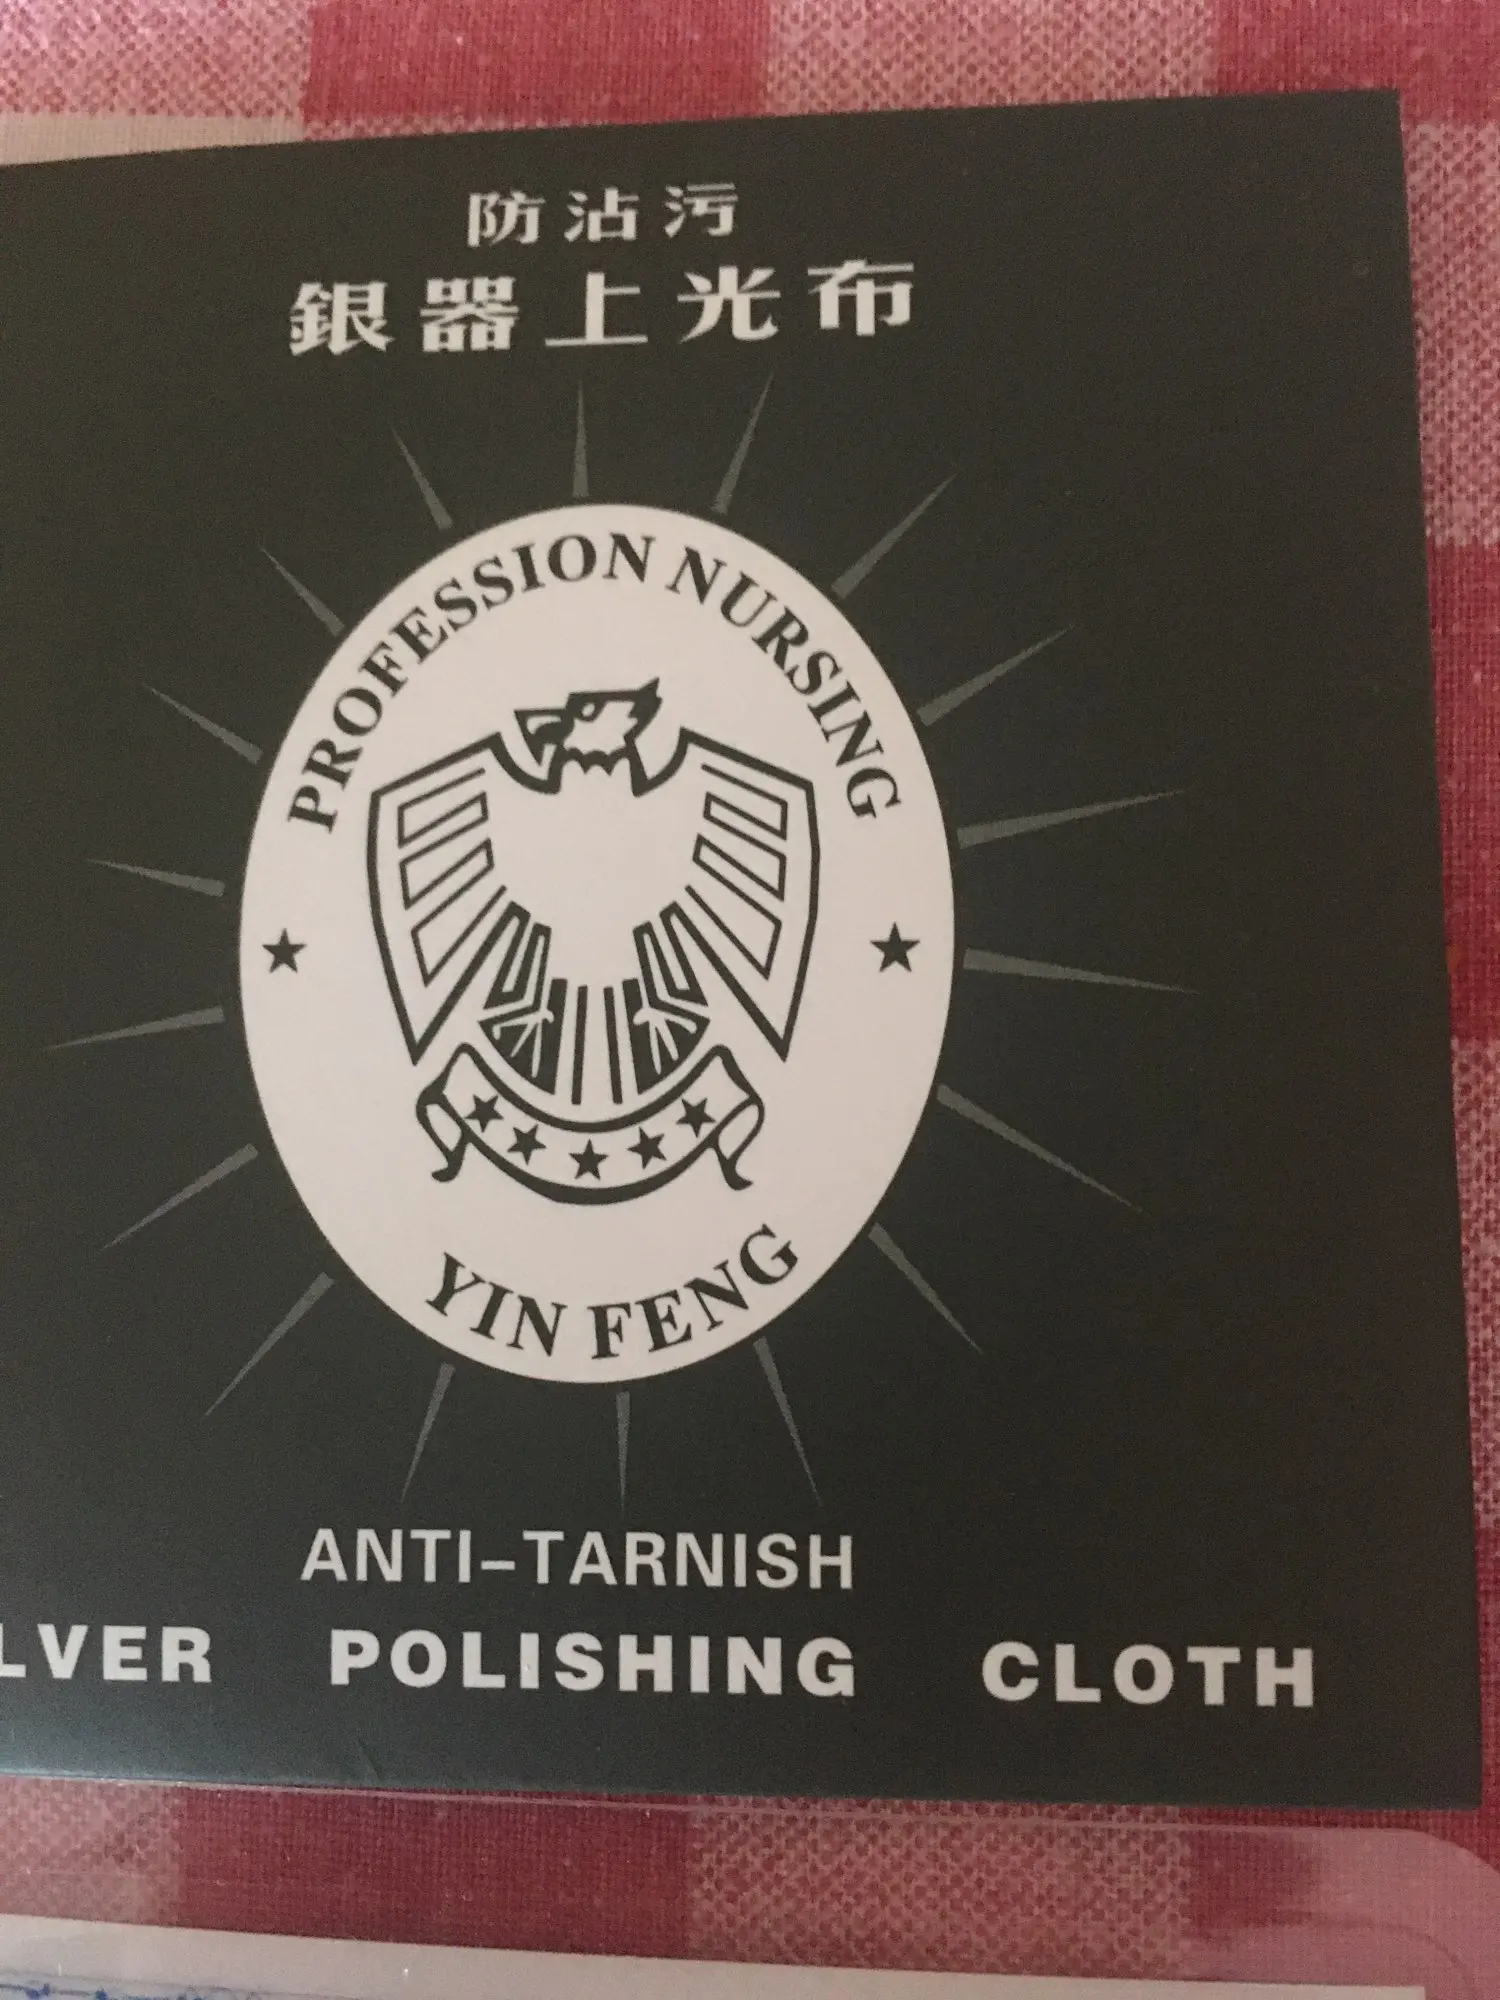 防沾污
銀器上光布
PROFESSION NURSING
YIN FENG
ANTI-TARNISH
LVER POLISHING CLOTH